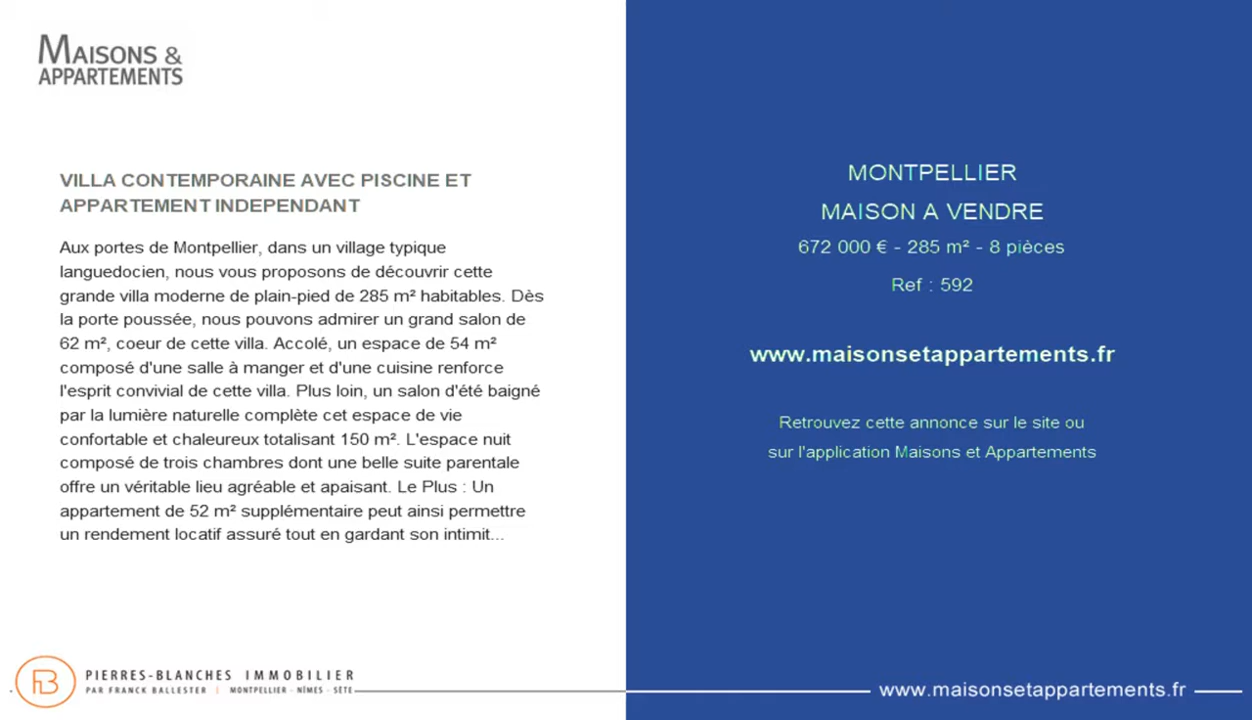 MAISONS &
APPARTEMENTS
VILLA CONTEMPORAINE AVEC PISCINE ET
APPARTEMENT INDEPENDANT
Aux portes de Montpellier, dans un village typique
languedocien, nous vous proposons de découvrir cette
grande villa moderne de plain-pied de 285 m² habitables. Dès
la porte poussée, nous pouvons admirer un grand salon de
62 m², coeur de cette villa. Accolé, un espace de 54 m²
composé d'une salle à manger et d'une cuisine renforce
l'esprit convivial de cette villa. Plus loin, un salon d'été baigné
par la lumière naturelle complète cet espace de vie
confortable et chaleureux totalisant 150 m². L'espace nuit
composé de trois chambres dont une belle suite parentale
offre un véritable lieu agréable et apaisant. Le Plus : Un
appartement de 52 m² supplémentaire peut ainsi permettre
un rendement locatif assuré tout en gardant son intimit...
MONTPELLIER
MAISON A VENDRE
672 000 € - 285 m² - 8 pièces
Ref : 592
www.maisonsetappartements.fr
Retrouvez cette annonce sur le site ou
sur l'application Maisons et Appartements
PIERRES-BLANCHES IMMOBILIER
PAR FRANCK BALLESTER | MONTPELLIER · NÎMES · SÈTE
www.maisonsetappartements.fr